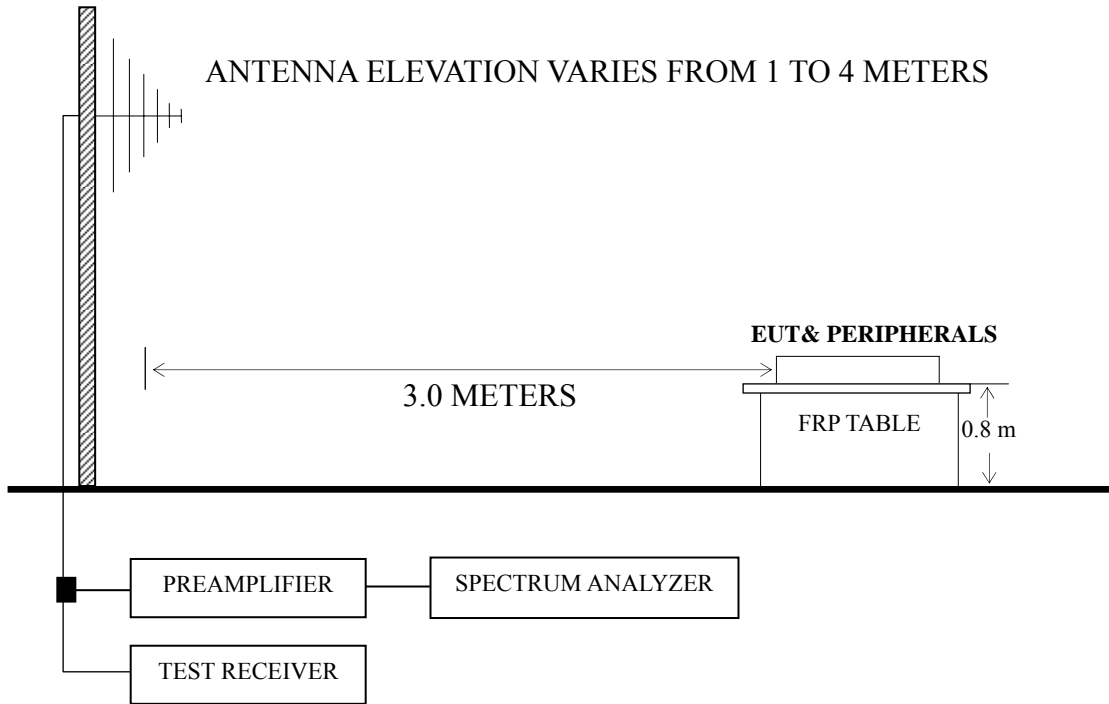 ANTENNA ELEVATION VARIES FROM 1 TO 4 METERS
EUT& PERIPHERALS
3.0 METERS
FRP TABLE
0.8 m
PREAMPLIFIER
SPECTRUM ANALYZER
TEST RECEIVER